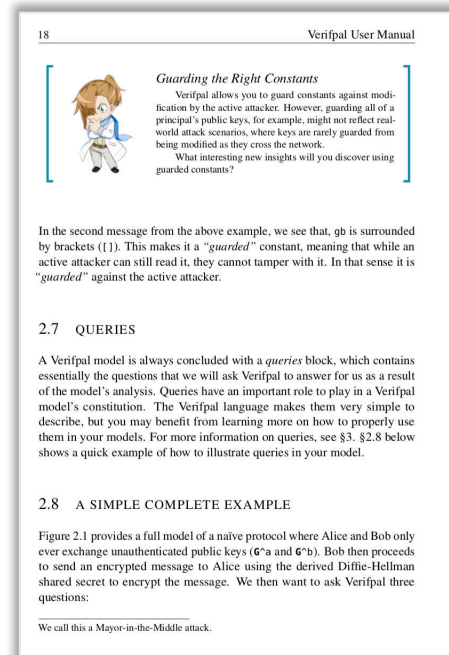 18
Verifpal User Manual
Guarding the Right Constants
Verifpal allows you to guard constants against modi-
fication by the active attacker. However, guarding all of a
principal's public keys, for example, might not reflect real-
world attack scenarios, where keys are rarely guarded from
being modified as they cross the network.
What interesting new insights will you discover using
guarded constants?
In the second message from the above example, we see that, gb is surrounded
by brackets ([]). This makes it a “guarded” constant, meaning that while an
active attacker can still read it, they cannot tamper with it. In that sense it is
“guarded” against the active attacker.
2.7 QUERIES
A Verifpal model is always concluded with a queries block, which contains
essentially the questions that we will ask Verifpal to answer for us as a result
of the model's analysis. Queries have an important role to play in a Verifpal
model's constitution. The Verifpal language makes them very simple to
describe, but you may benefit from learning more on how to properly use
them in your models. For more information on queries, see §3. §2.8 below
shows a quick example of how to illustrate queries in your model.
2.8 A SIMPLE COMPLETE EXAMPLE
Figure 2.1 provides a full model of a naïve protocol where Alice and Bob only
ever exchange unauthenticated public keys (G^a and G^b). Bob then proceeds
to send an encrypted message to Alice using the derived Diffie-Hellman
shared secret to encrypt the message. We then want to ask Verifpal three
questions:
We call this a Mayor-in-the-Middle attack.